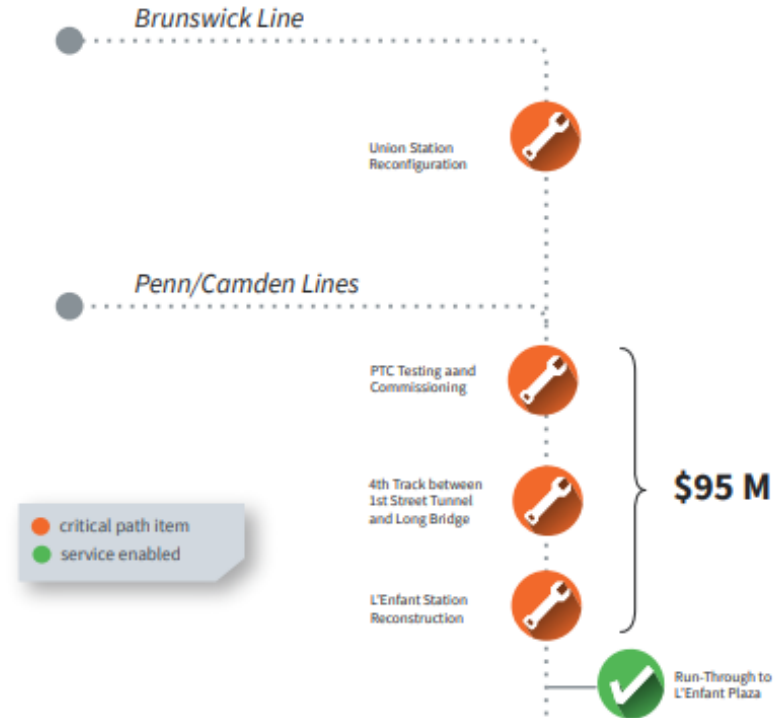 Brunswick Line
Union Station
Reconfiguration
Penn/Camden Lines
PTC Testing aand
Commissioning
4th Track between
1st Street Tunnel
and Long Bridge
$95 M
critical path item
service enabled
L'Enfant Station
Reconstruction
Run-Through to
L'Enfant Plaza